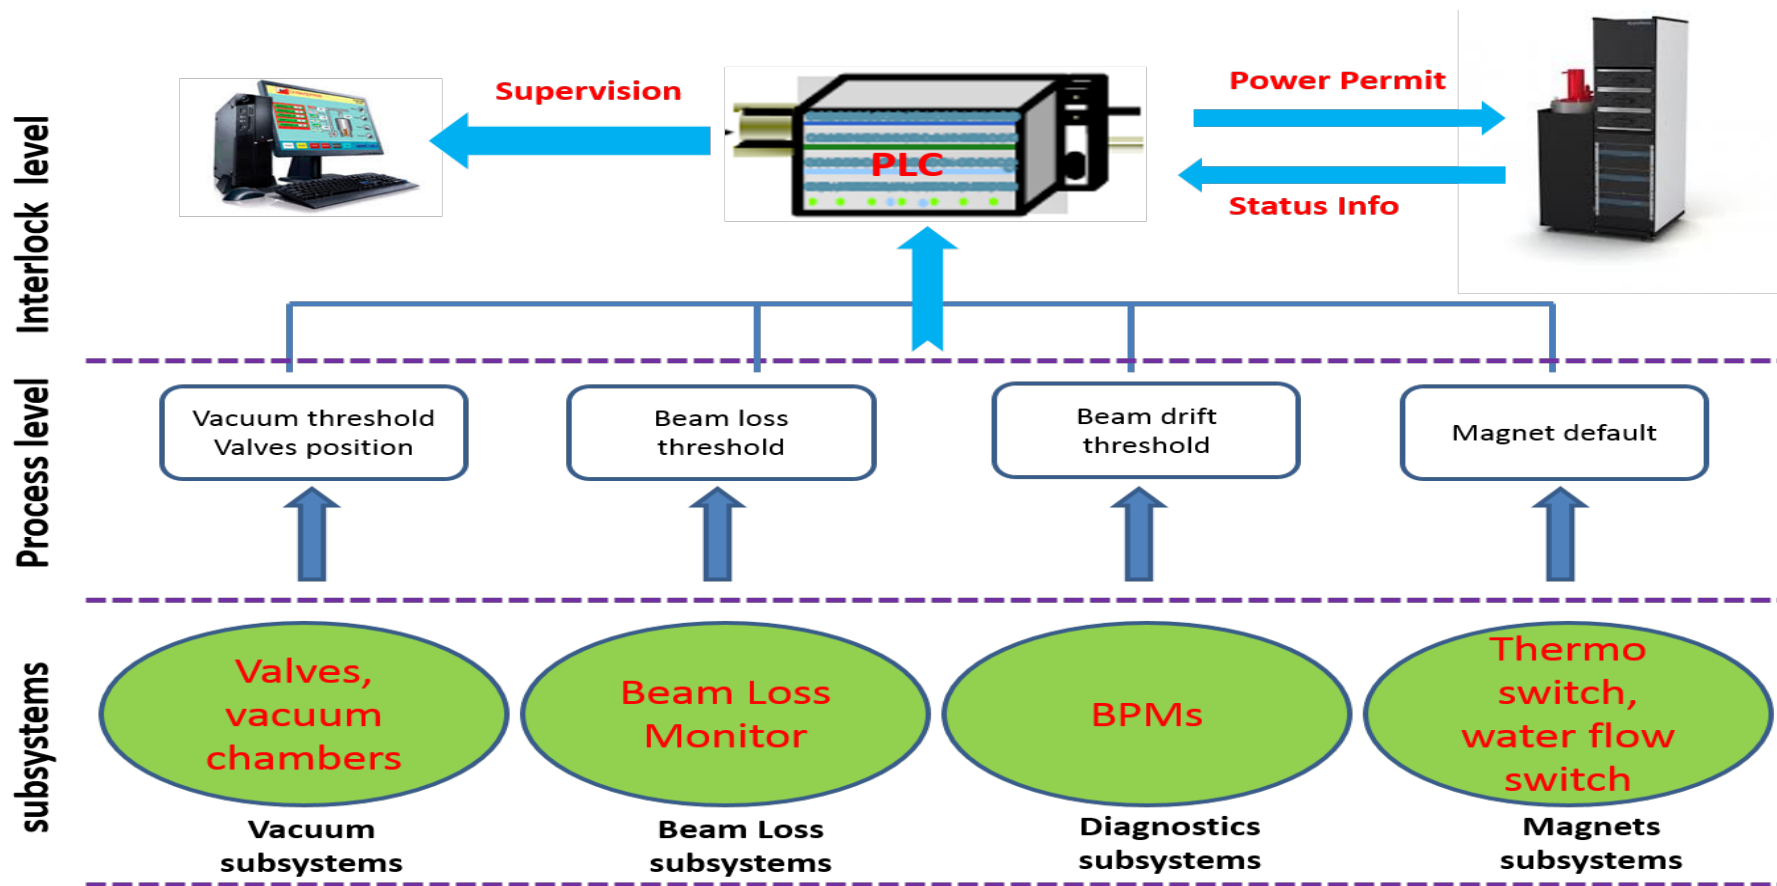 Interlock level
Supervision
PLC
Power Permit
Status Info
Process level
Vacuum threshold
Valves position
Beam loss
threshold
Beam drift
threshold
Magnet default
subsystems
Valves,
vacuum
chambers
Beam Loss
Monitor
BPMs
Thermo
switch,
water flow
switch
Vacuum
subsystems
Beam Loss
subsystems
Diagnostics
subsystems
Magnets
subsystems